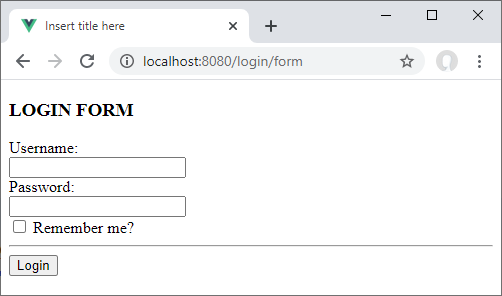 Insert title here
localhost:8080/login/form
LOGIN FORM
Username:
Password:
Remember me?
Login